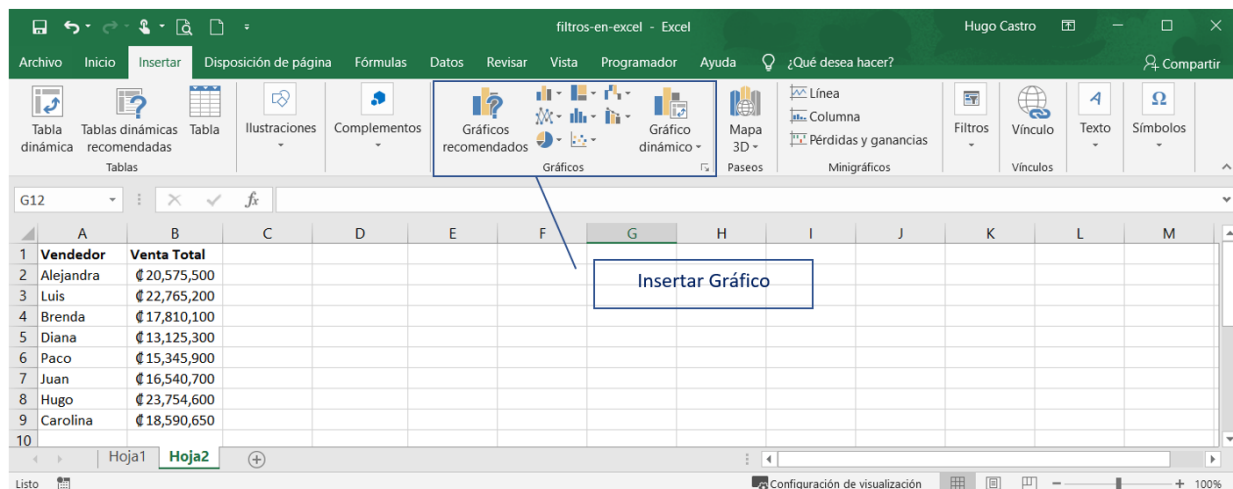 filtros-en-excel - Excel
Hugo Castro
Archivo Inicio Insertar Disposición de página Fórmulas Datos Revisar Vista Programador Ayuda ¿Qué desea hacer? Compartir
Tabla dinámica
Tablas dinámicas recomendadas
Tabla
Tablas
Ilustraciones
Complementos
Gráficos recomendados
Gráfico dinámico
Gráficos
Mapa 3D
Paseos
Línea
Columna
Pérdidas y ganancias
Minigráficos
Filtros
Vínculo
Vínculos
Texto
Símbolos
G12 fx
A B C D E F G H I J K L M
1 Vendedor Venta Total
2 Alejandra ₡20,575,500
3 Luis ₡22,765,200
4 Brenda ₡17,810,100
5 Diana ₡13,125,300
6 Paco ₡15,345,900
7 Juan ₡16,540,700
8 Hugo ₡23,754,600
9 Carolina ₡18,590,650
10
Insertar Gráfico
Hoja1 Hoja2
Listo Configuración de visualización 100%